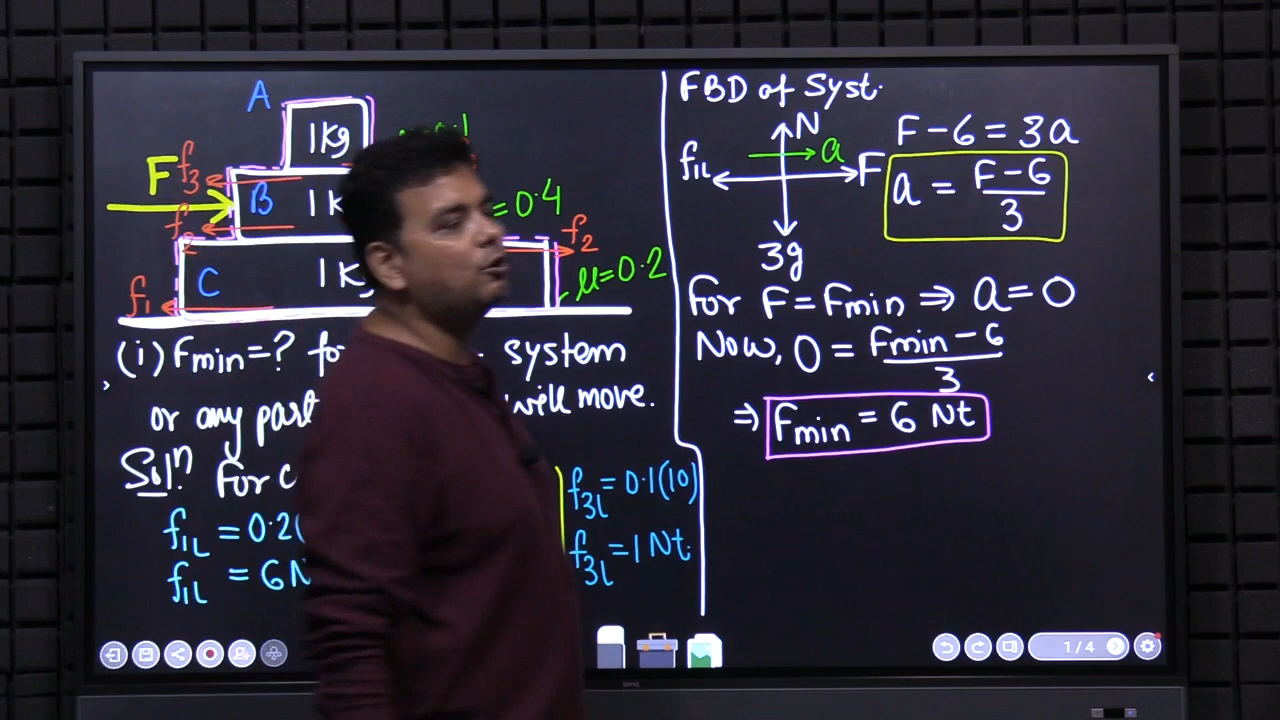 A
1kg
F
f3
B
1k
= 0.4
f2
f2
C
1kg
μ=0.2
f1
(i) Fmin=? fo system
or any part will move.
Solⁿ. For C
f1L = 0.2(
f1L = 6N
f3L = 0.1(10)
f3L = 1 Nt.
FBD of Syst.
N
a
f1L
F
3g
F-6 = 3a
a = F-6/3
For F = Fmin ⇒ a = 0
Now, 0 = Fmin-6/3
⇒ Fmin = 6 Nt
1/4